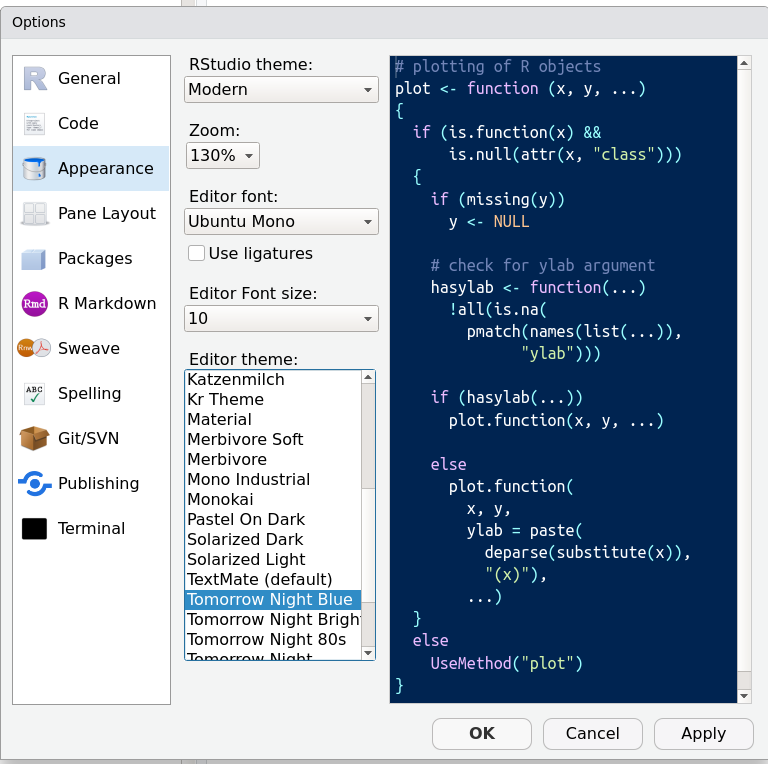 Options
General
Code
Appearance
Pane Layout
Packages
Rmd R Markdown
Rnw Sweave
ABC Spelling
Git/SVN
Publishing
Terminal
RStudio theme:
Modern
Zoom:
130%
Editor font:
Ubuntu Mono
Use ligatures
Editor Font size:
10
Editor theme:
Katzenmilch
Kr Theme
Material
Merbivore Soft
Merbivore
Mono Industrial
Monokai
Pastel On Dark
Solarized Dark
Solarized Light
TextMate (default)
Tomorrow Night Blue
Tomorrow Night Brigh
Tomorrow Night 80s
Tomorrow Night
# plotting of R objects
plot <- function (x, y, ...)
{
  if (is.function(x) &&
      is.null(attr(x, "class")))
  {
    if (missing(y))
      y <- NULL

    # check for ylab argument
    hasylab <- function(...)
      !all(is.na(
        pmatch(names(list(...)),
              "ylab")))

    if (hasylab(...))
      plot.function(x, y, ...)

    else
      plot.function(
        x, y,
        ylab = paste(
          deparse(substitute(x)),
          "(x)"),
        ...)
  }
  else
    UseMethod("plot")
}
OK
Cancel
Apply